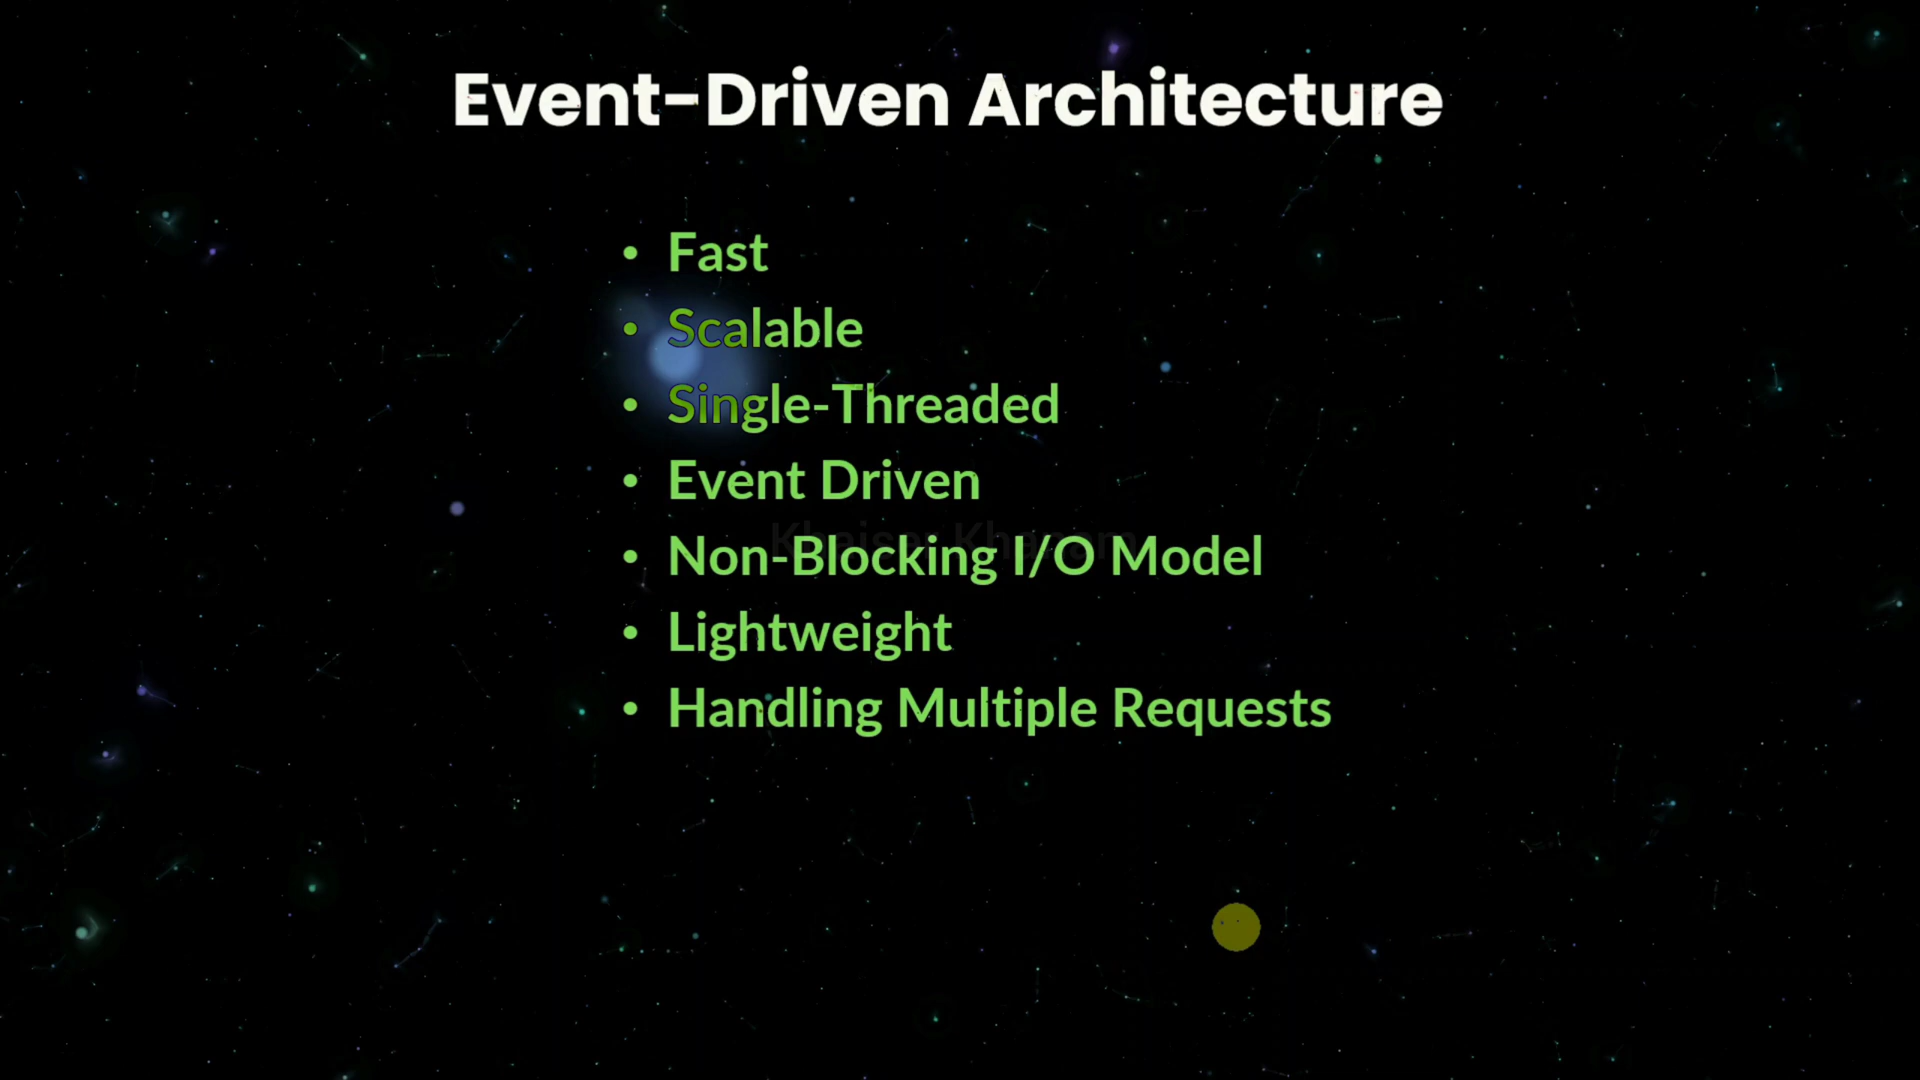 Event-Driven Architecture
• Fast
• Scalable
• Single-Threaded
• Event Driven
• Non-Blocking I/O Model
• Lightweight
• Handling Multiple Requests